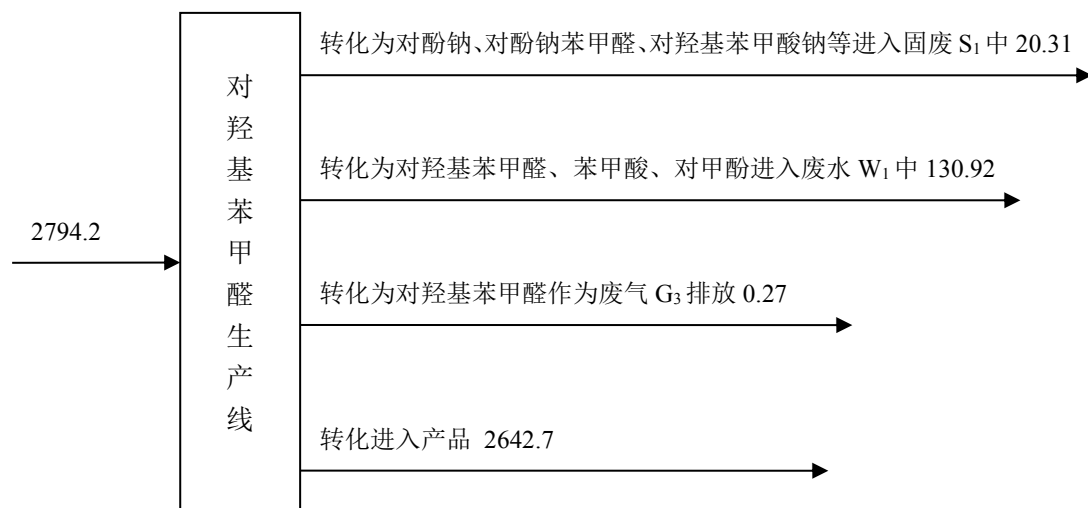 转化为对酚钠、对酚钠苯甲醛、对羟基苯甲酸钠等进入固废 S₁ 中 20.31
转化为对羟基苯甲醛、苯甲酸、对甲酚进入废水 W₁ 中 130.92
2794.2
对羟基苯甲醛生产线
转化为对羟基苯甲醛作为废气 G₃ 排放 0.27
转化进入产品 2642.7